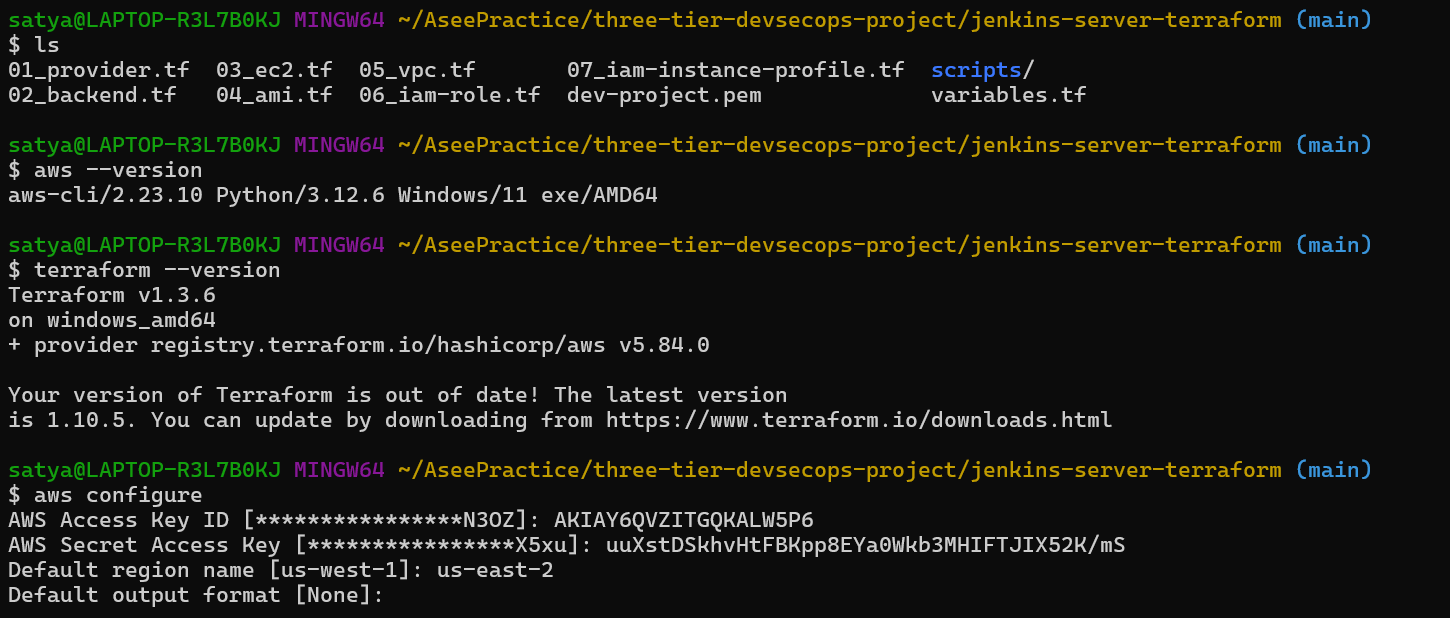 satya@LAPTOP-R3L7B0KJ MINGW64 ~/AseePractice/three-tier-devsecops-project/jenkins-server-terraform (main)
$ ls
01_provider.tf  03_ec2.tf  05_vpc.tf       07_iam-instance-profile.tf  scripts/
02_backend.tf   04_ami.tf  06_iam-role.tf  dev-project.pem             variables.tf
satya@LAPTOP-R3L7B0KJ MINGW64 ~/AseePractice/three-tier-devsecops-project/jenkins-server-terraform (main)
$ aws --version
aws-cli/2.23.10 Python/3.12.6 Windows/11 exe/AMD64
satya@LAPTOP-R3L7B0KJ MINGW64 ~/AseePractice/three-tier-devsecops-project/jenkins-server-terraform (main)
$ terraform --version
Terraform v1.3.6
on windows_amd64
+ provider registry.terraform.io/hashicorp/aws v5.84.0
Your version of Terraform is out of date! The latest version
is 1.10.5. You can update by downloading from https://www.terraform.io/downloads.html
satya@LAPTOP-R3L7B0KJ MINGW64 ~/AseePractice/three-tier-devsecops-project/jenkins-server-terraform (main)
$ aws configure
AWS Access Key ID [****************N3OZ]: AKIAY6QVZITGQKALW5P6
AWS Secret Access Key [****************X5xu]: 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
Default region name [us-west-1]: us-east-2
Default output format [None]: